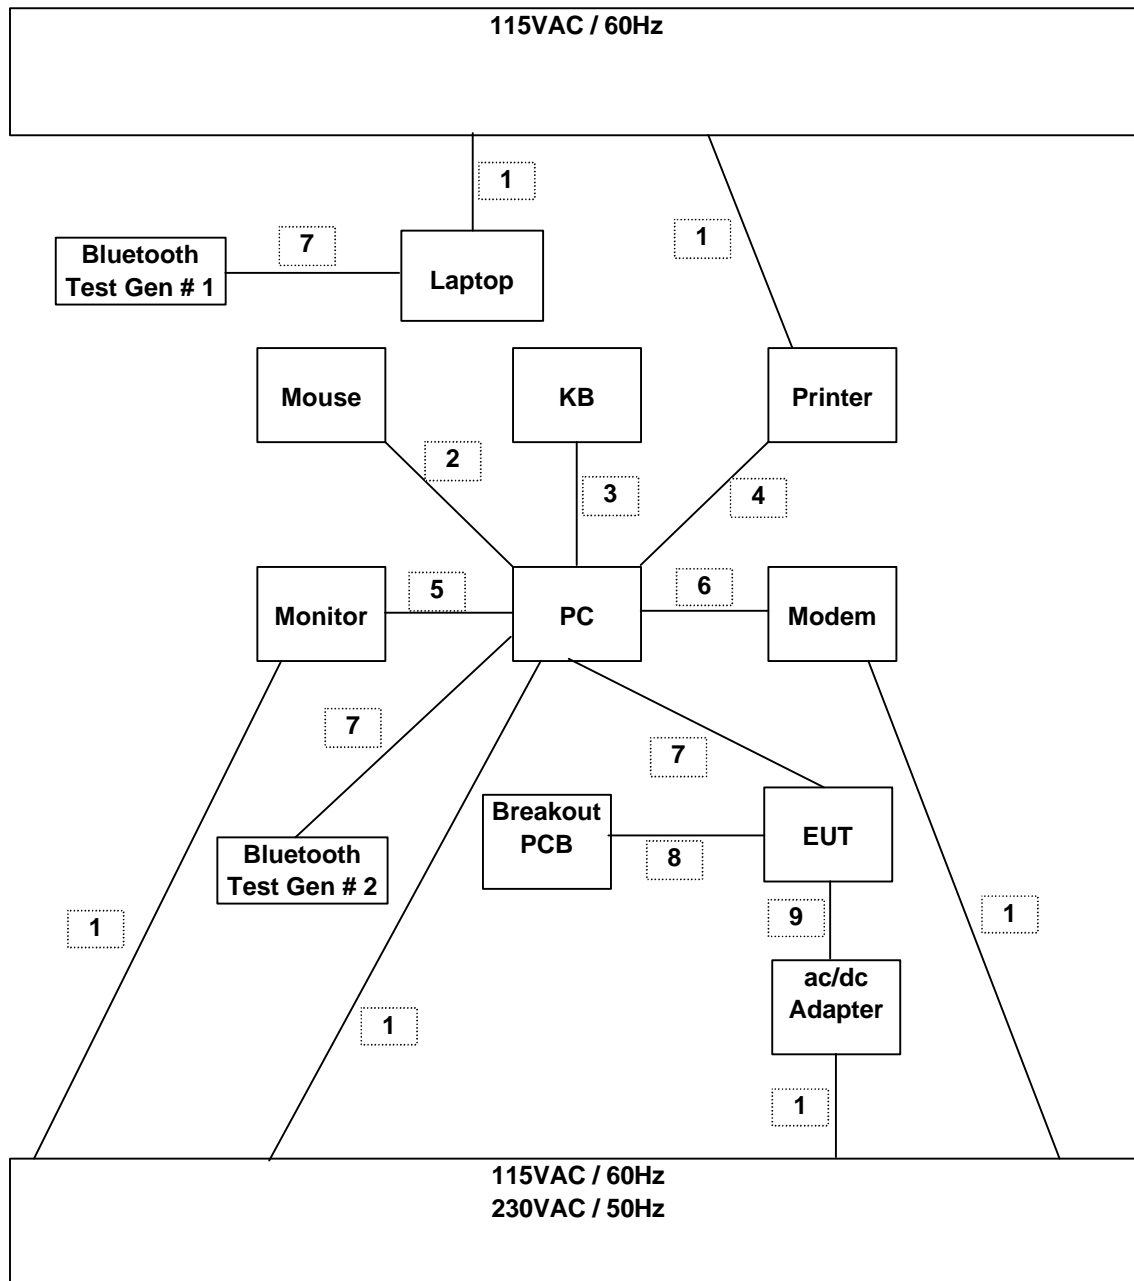 115VAC / 60Hz
1
1
7
Bluetooth
Test Gen # 1
Laptop
Mouse
KB
Printer
2
3
4
Monitor
5
PC
6
Modem
7
7
Breakout
PCB
8
EUT
Bluetooth
Test Gen # 2
1
9
1
ac/dc
Adapter
1
1
115VAC / 60Hz
230VAC / 50Hz